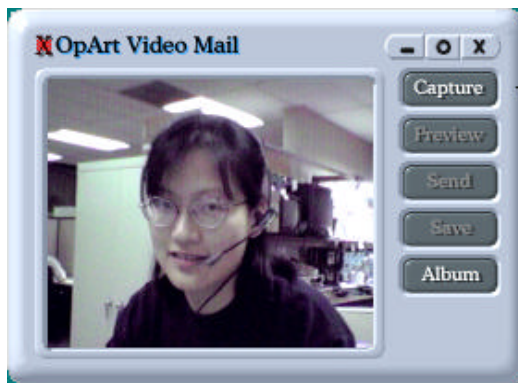 X OpArt Video Mail
Capture
Preview
Send
Save
Album